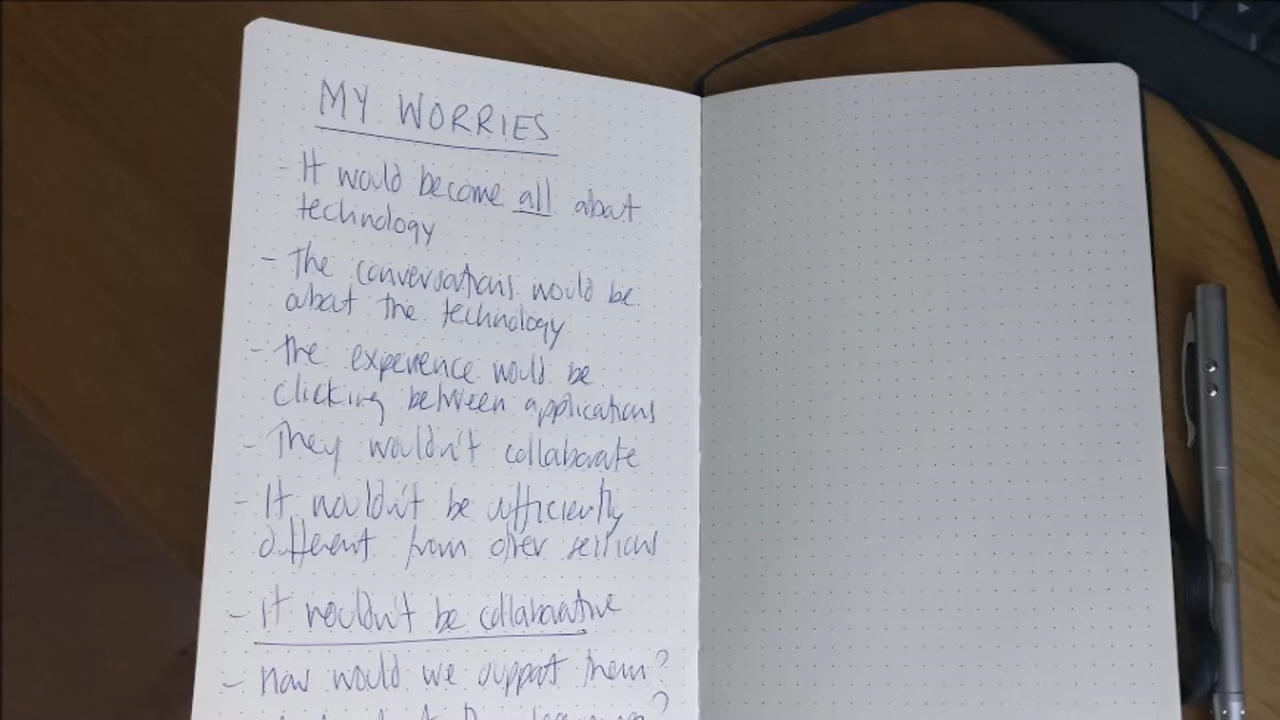 MY WORRIES
- It would become all about
technology
- The conversations would be
about the technology
- The experience would be
clicking between applications
- They wouldn't collaborate
- It wouldn't be sufficiently
different from other sessions
- It wouldn't be collaborative
- How would we support them?